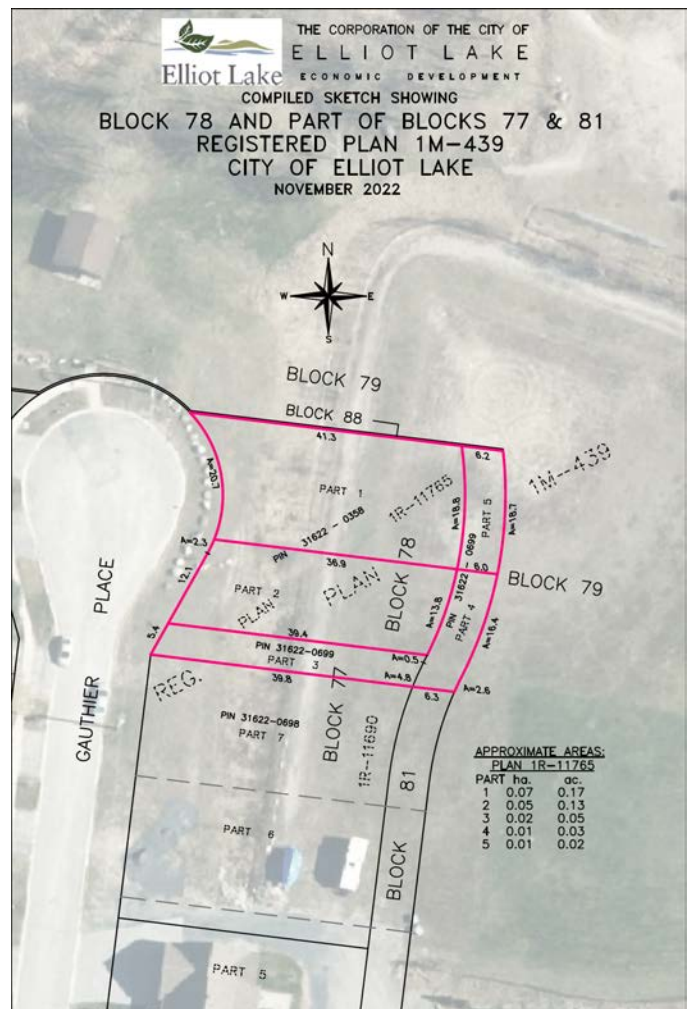 Elliot Lake
THE CORPORATION OF THE CITY OF
ELLIOT LAKE
ECONOMIC DEVELOPMENT
COMPILED SKETCH SHOWING
BLOCK 78 AND PART OF BLOCKS 77 & 81
REGISTERED PLAN 1M-439
CITY OF ELLIOT LAKE
NOVEMBER 2022
N
W E
S
BLOCK 79
BLOCK 88
41.3
6.2
1M-439
A=20.7
PART 1
1R-11765
A=18.8
PART 5
A=18.7
PIN 31622-0358
A=2.3
36.9
PIN 31622 - 0699
6.0
BLOCK 79
12.1
PART 2
PLAN
PLAN
BLOCK 78
A=13.8
PART 4
A=16.4
5.4
39.4
PIN 31622-0699
PART 3
A=0.5
A=4.8
39.8
6.3
A=2.6
GAUTHIER PLACE
REG.
PIN 31622-0698
PART 7
BLOCK 77
1R-11690
BLOCK 81
PART 6
PART 5
APPROXIMATE AREAS:
PLAN 1R-11765
PART ha. ac.
1 0.07 0.17
2 0.05 0.13
3 0.02 0.05
4 0.01 0.03
5 0.01 0.02